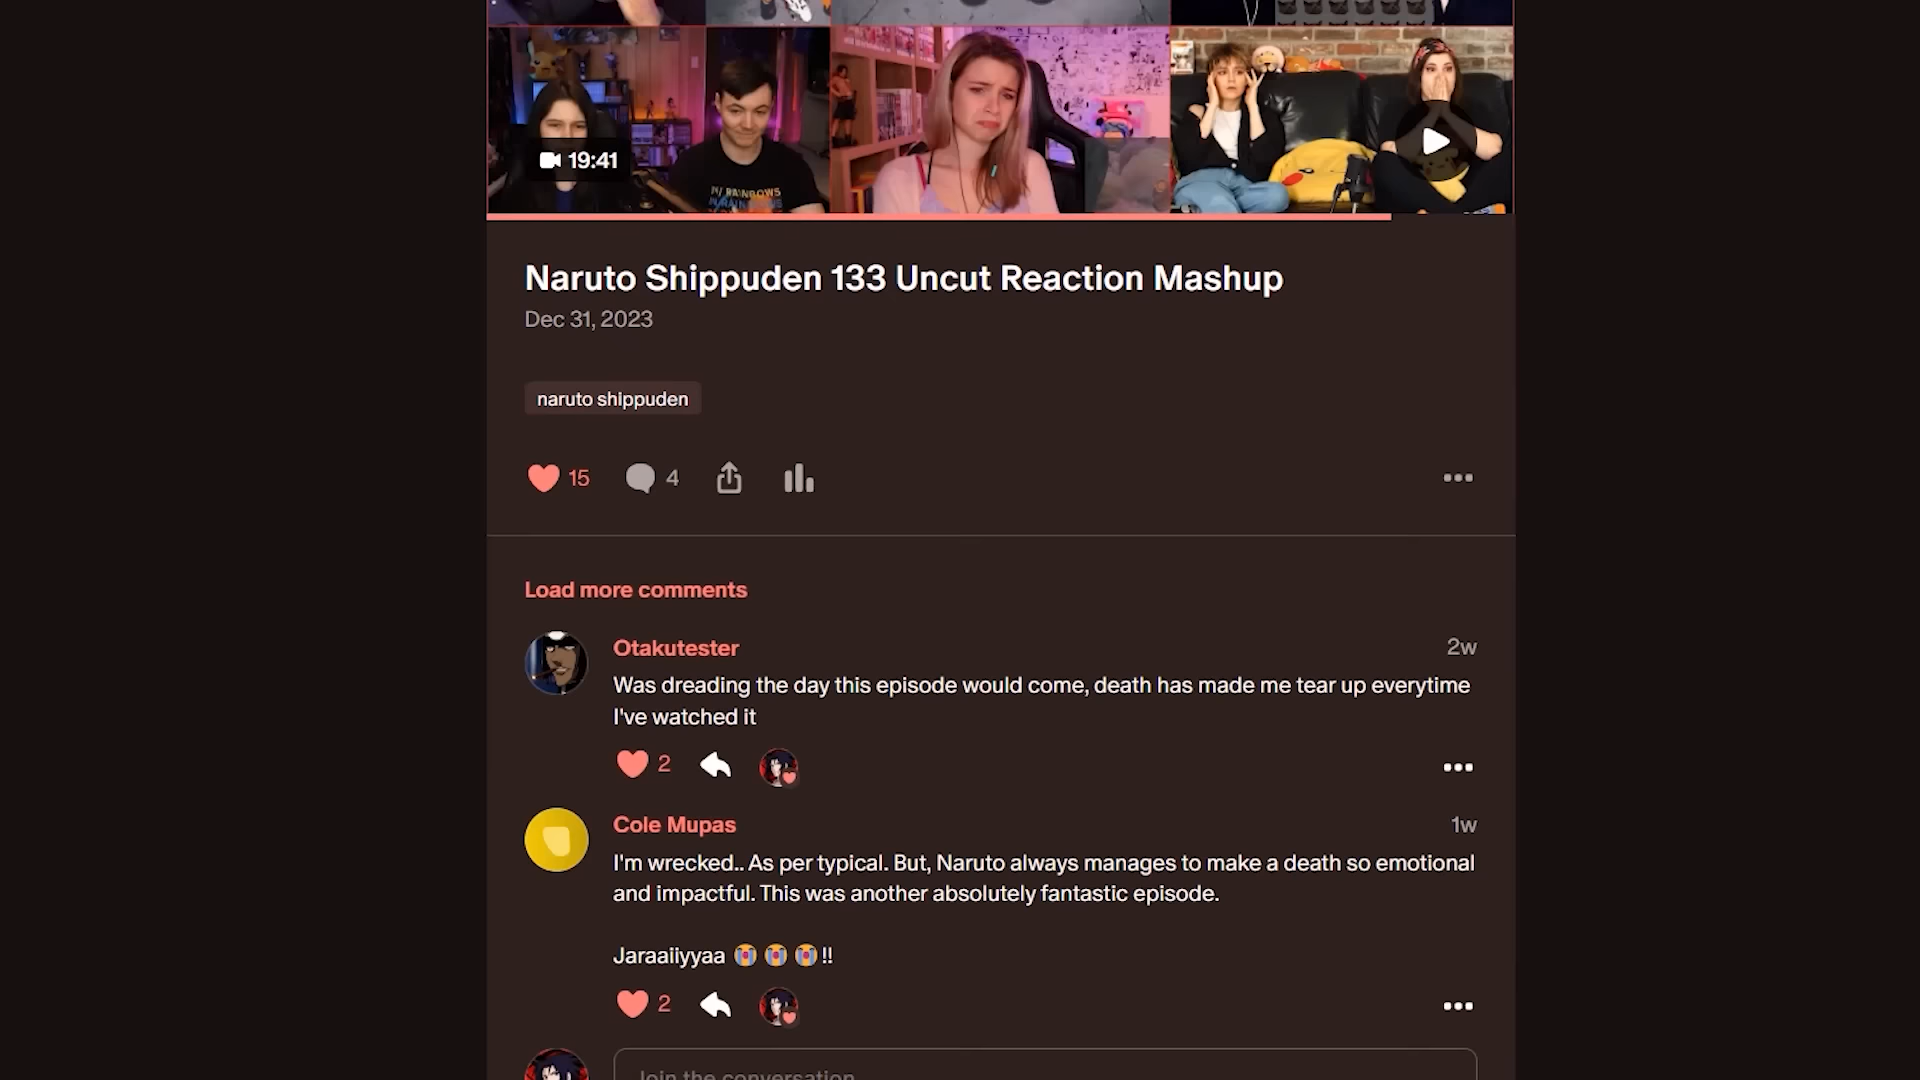 19:41
IN/ RAINBOWS
Naruto Shippuden 133 Uncut Reaction Mashup
Dec 31, 2023
naruto shippuden
15
4
Load more comments
Otakutester
2w
Was dreading the day this episode would come, death has made me tear up everytime
I've watched it
2
Cole Mupas
1w
I'm wrecked.. As per typical. But, Naruto always manages to make a death so emotional
and impactful. This was another absolutely fantastic episode.
Jaraaiiyyaa 😭 😭 😭!!
2
Join the conversation